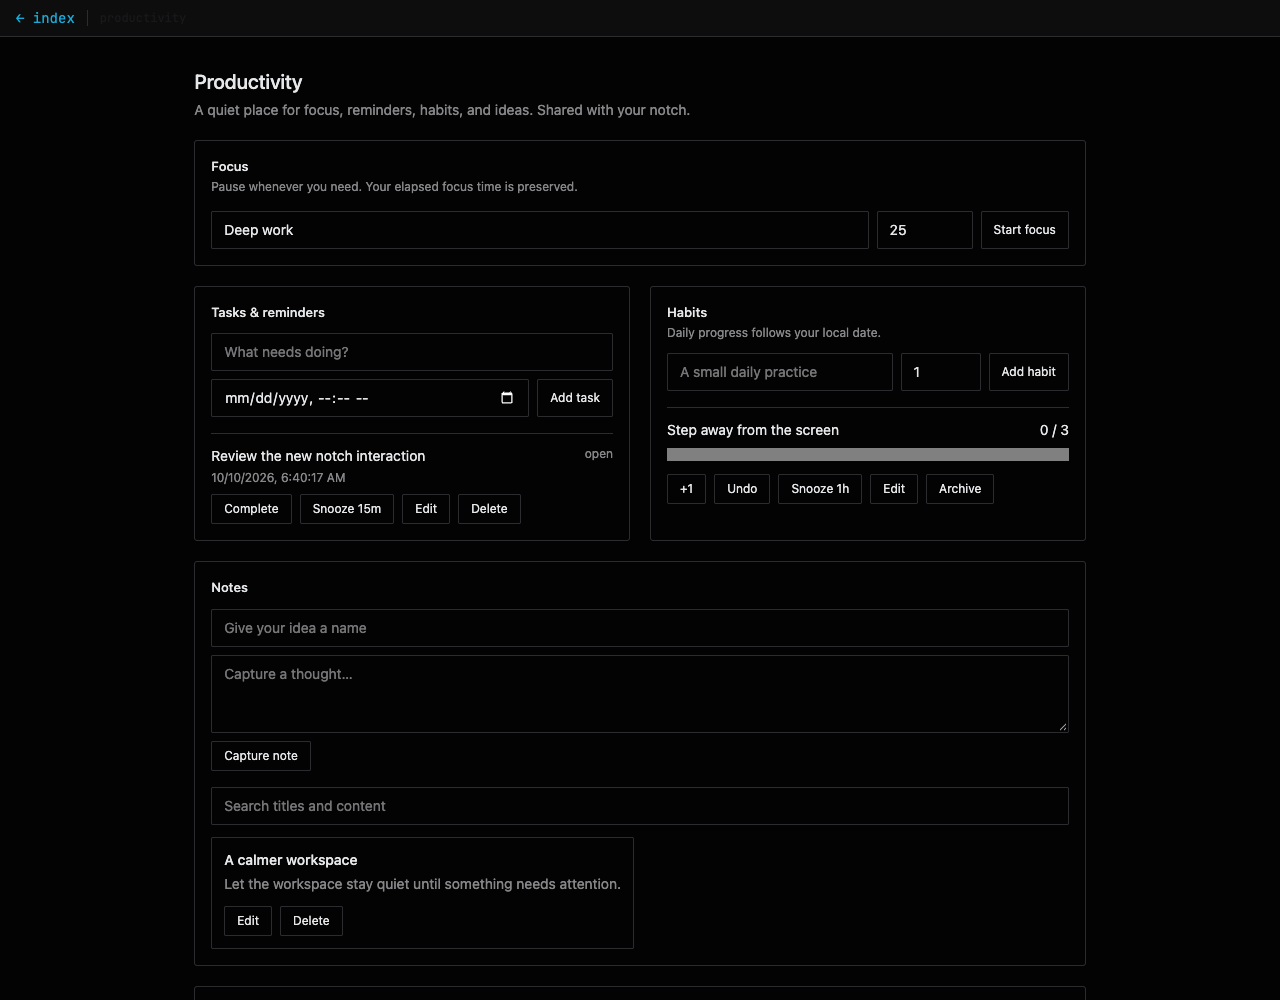 ← index
productivity
Productivity
A quiet place for focus, reminders, habits, and ideas. Shared with your notch.
Focus
Pause whenever you need. Your elapsed focus time is preserved.
Deep work
25
Start focus
Tasks & reminders
What needs doing?
mm/dd/yyyy, --:-- --
Add task
Review the new notch interaction
open
10/10/2026, 6:40:17 AM
Complete
Snooze 15m
Edit
Delete
Habits
Daily progress follows your local date.
A small daily practice
1
Add habit
Step away from the screen
0 / 3
+1
Undo
Snooze 1h
Edit
Archive
Notes
Give your idea a name
Capture a thought...
Capture note
Search titles and content
A calmer workspace
Let the workspace stay quiet until something needs attention.
Edit
Delete